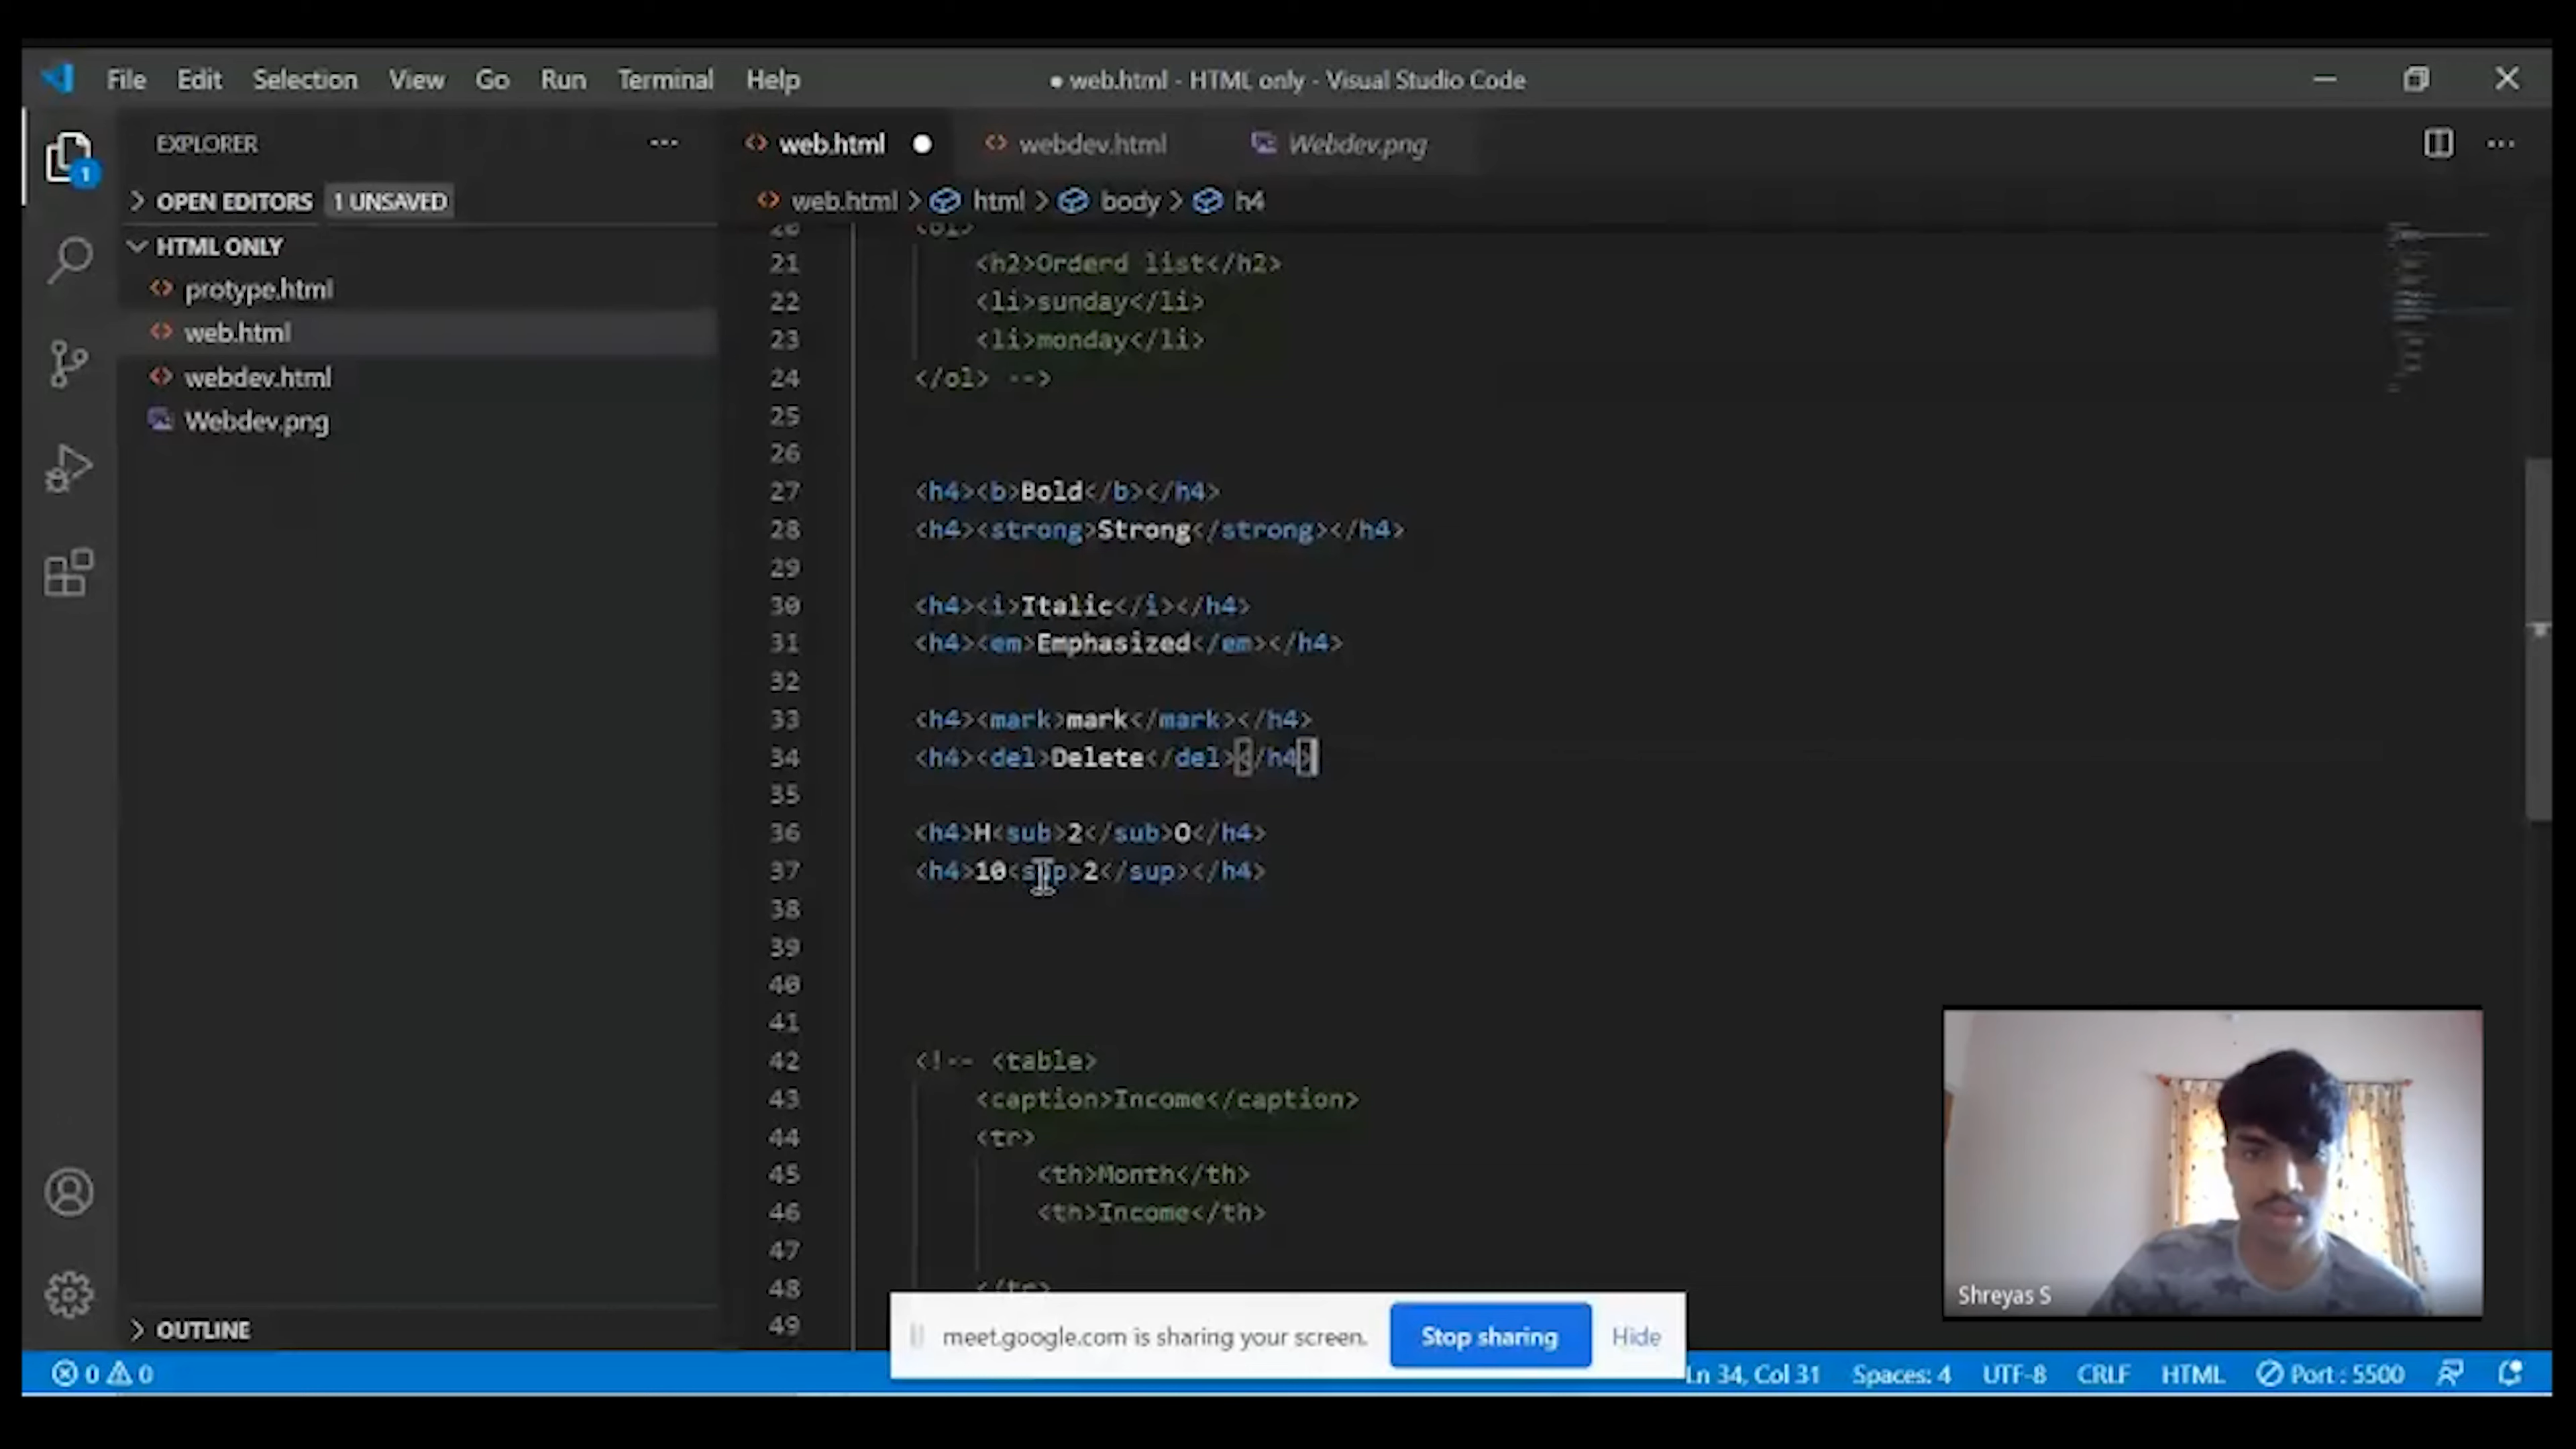 File Edit Selection View Go Run Terminal Help
● web.html - HTML only - Visual Studio Code
EXPLORER
web.html
webdev.html
Webdev.png
OPEN EDITORS 1 UNSAVED
web.html > html > body > h4
HTML ONLY
protype.html
web.html
webdev.html
Webdev.png
1
20 <ol>
21 <h2>Orderd list</h2>
22 <li>sunday</li>
23 <li>monday</li>
24 </ol> -->
25
26
27 <h4><b>Bold</b></h4>
28 <h4><strong>Strong</strong></h4>
29
30 <h4><i>Italic</i></h4>
31 <h4><em>Emphasized</em></h4>
32
33 <h4><mark>mark</mark></h4>
34 <h4><del>Delete</del></h4>
35
36 <h4>H<sub>2</sub>O</h4>
37 <h4>10<sup>2</sup></h4>
38
39
40
41
42 <!-- <table>
43 <caption>Income</caption>
44 <tr>
45 <th>Month</th>
46 <th>Income</th>
47
48 </tr>
49
OUTLINE
Shreyas S
meet.google.com is sharing your screen. Stop sharing Hide
0 0 Ln 34, Col 31 Spaces: 4 UTF-8 CRLF HTML Port : 5500